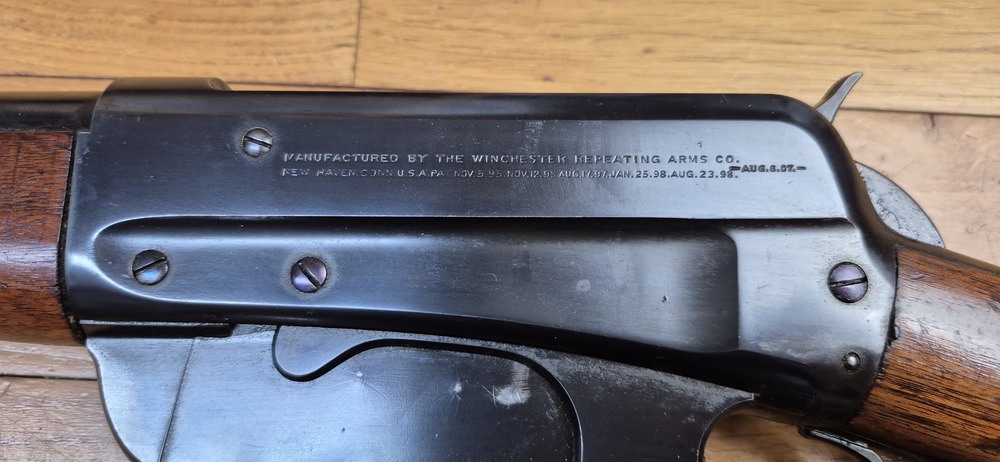 MANUFACTURED BY THE WINCHESTER REPEATING ARMS CO.
NEW HAVEN.CONN.U.S.A.PAT.NOV.5.95.NOV.12.95.AUG.17.97.JAN.25.98.AUG.23.98.
-AUG.6.07.-